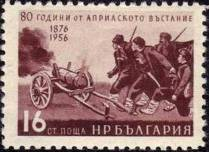 80 ГОДИНИ ОТ АПРИЛСКОТО ВЪСТАНИЕ
1876
1956
16
СТ. ПОЩА НР БЪЛГАРИЯ